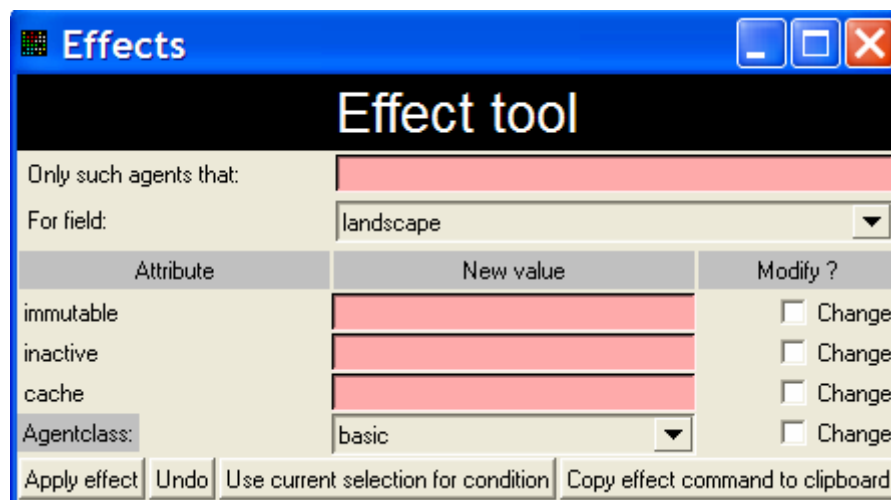 Effects
Effect tool
Only such agents that:
For field: landscape
Attribute New value Modify ?
immutable Change
inactive Change
cache Change
Agentclass: basic Change
Apply effect Undo Use current selection for condition Copy effect command to clipboard